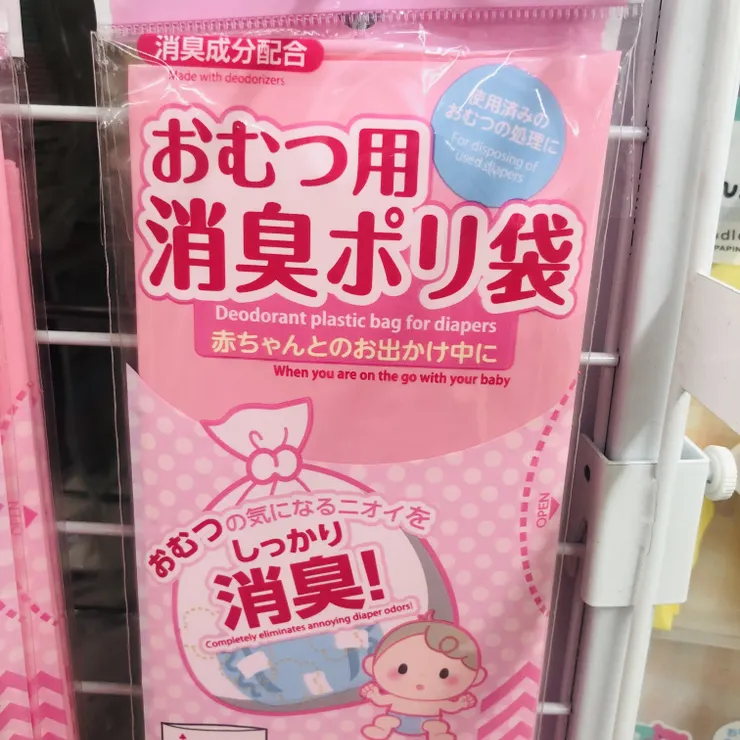 消臭成分配合
Made with deodorizers
使用済みの
おむつの処理に
For disposing of
used diapers
おむつ用
消臭ポリ袋
Deodorant plastic bag for diapers
赤ちゃんとのお出かけ中に
When you are on the go with your baby
OPEN
おむつの気になるニオイを
しっかり
消臭!
Completely eliminates annoying diaper odors!
OPEN